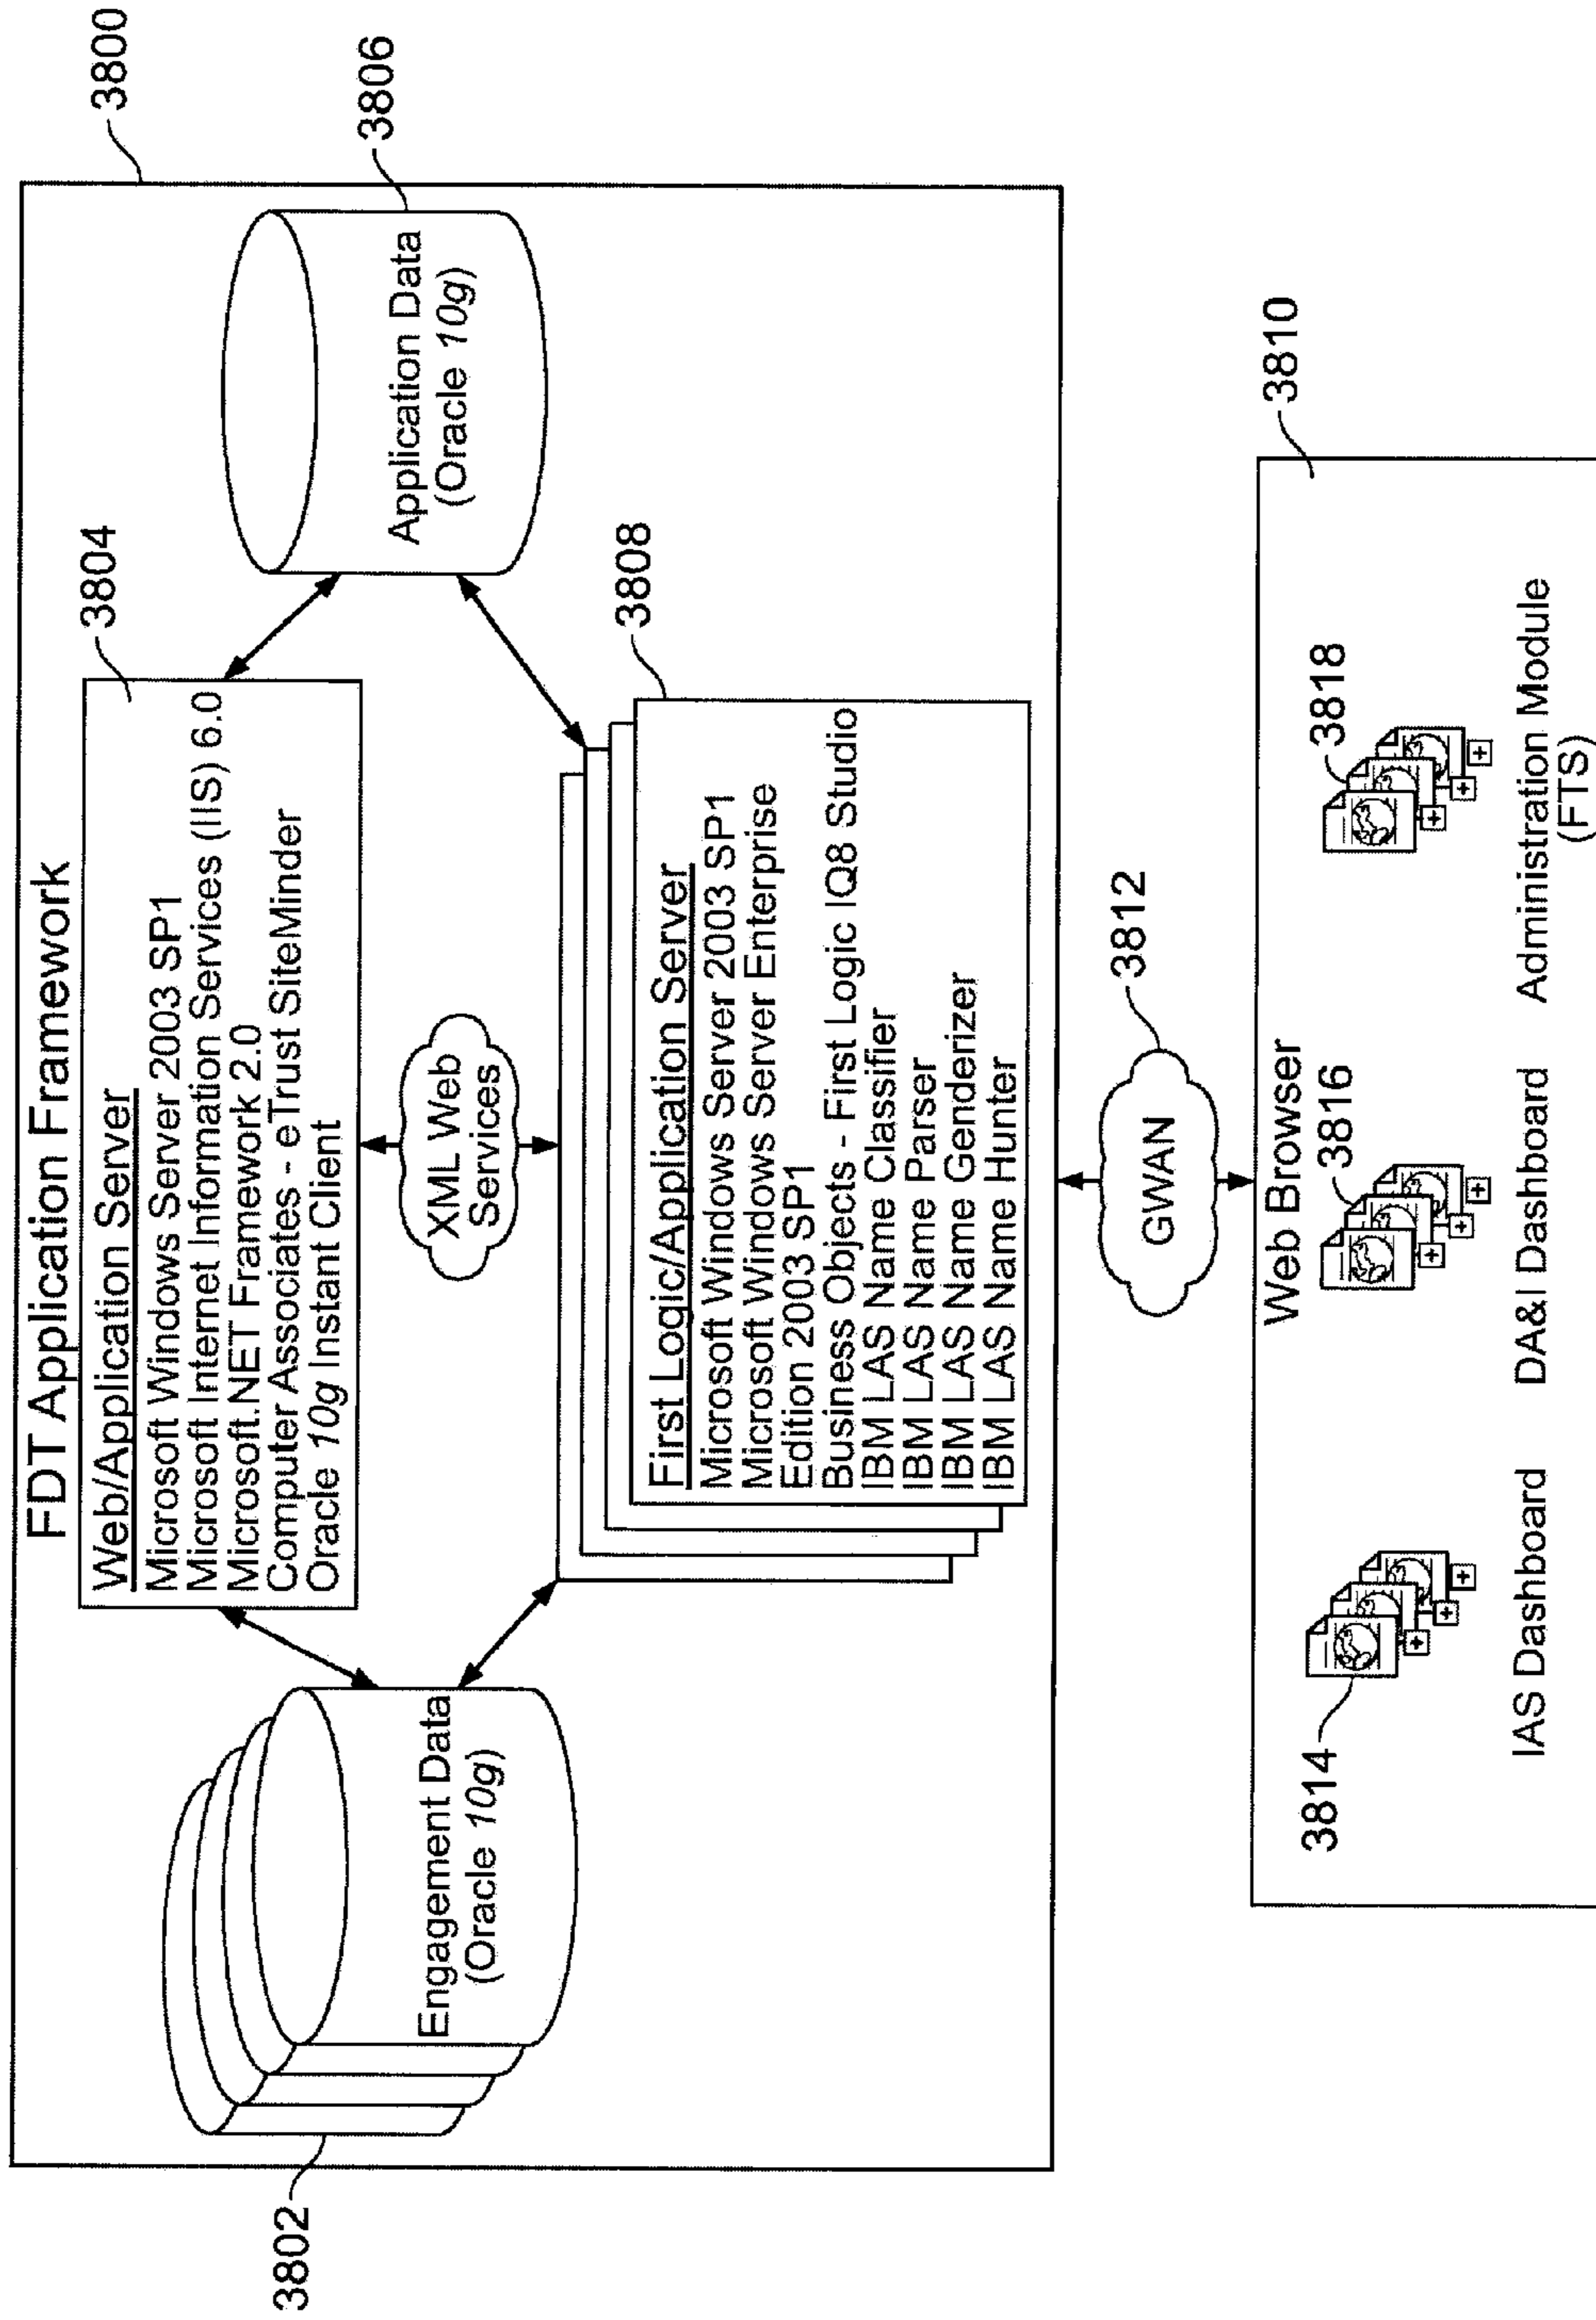 FDT Application Framework
3800
3804
Web/Application Server
Microsoft Windows Server 2003 SP1
Microsoft Internet Information Services (IIS) 6.0
Microsoft.NET Framework 2.0
Computer Associates - eTrust SiteMinder
Oracle 10g Instant Client
3806
Application Data
(Oracle 10g)
3802
Engagement Data
(Oracle 10g)
XML Web
Services
3808
First Logic/Application Server
Microsoft Windows Server 2003 SP1
Microsoft Windows Server Enterprise
Edition 2003 SP1
Business Objects - First Logic IQ8 Studio
IBM LAS Name Classifier
IBM LAS Name Parser
IBM LAS Name Genderizer
IBM LAS Name Hunter
GWAN
3812
Web Browser
3810
3814
3816
3818
IAS Dashboard
DA&I Dashboard
Administration Module
(FTS)